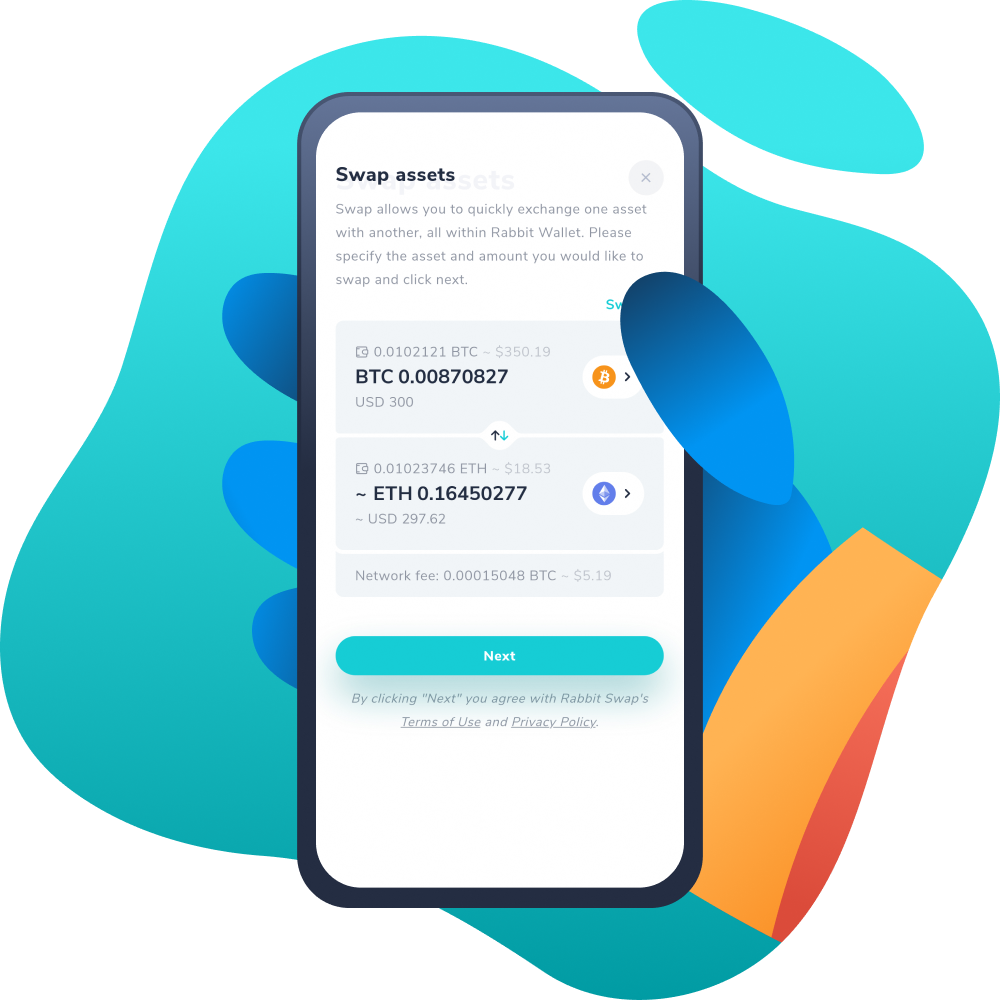 Swap assets
Swap allows you to quickly exchange one asset
with another, all within Rabbit Wallet. Please
specify the asset and amount you would like to
swap and click next.
0.0102121 BTC ~ $350.19
BTC 0.00870827
USD 300
0.01023746 ETH ~ $18.53
~ ETH 0.16450277
~ USD 297.62
Network fee: 0.00015048 BTC ~ $5.19
Next
By clicking "Next" you agree with Rabbit Swap's
Terms of Use and Privacy Policy.